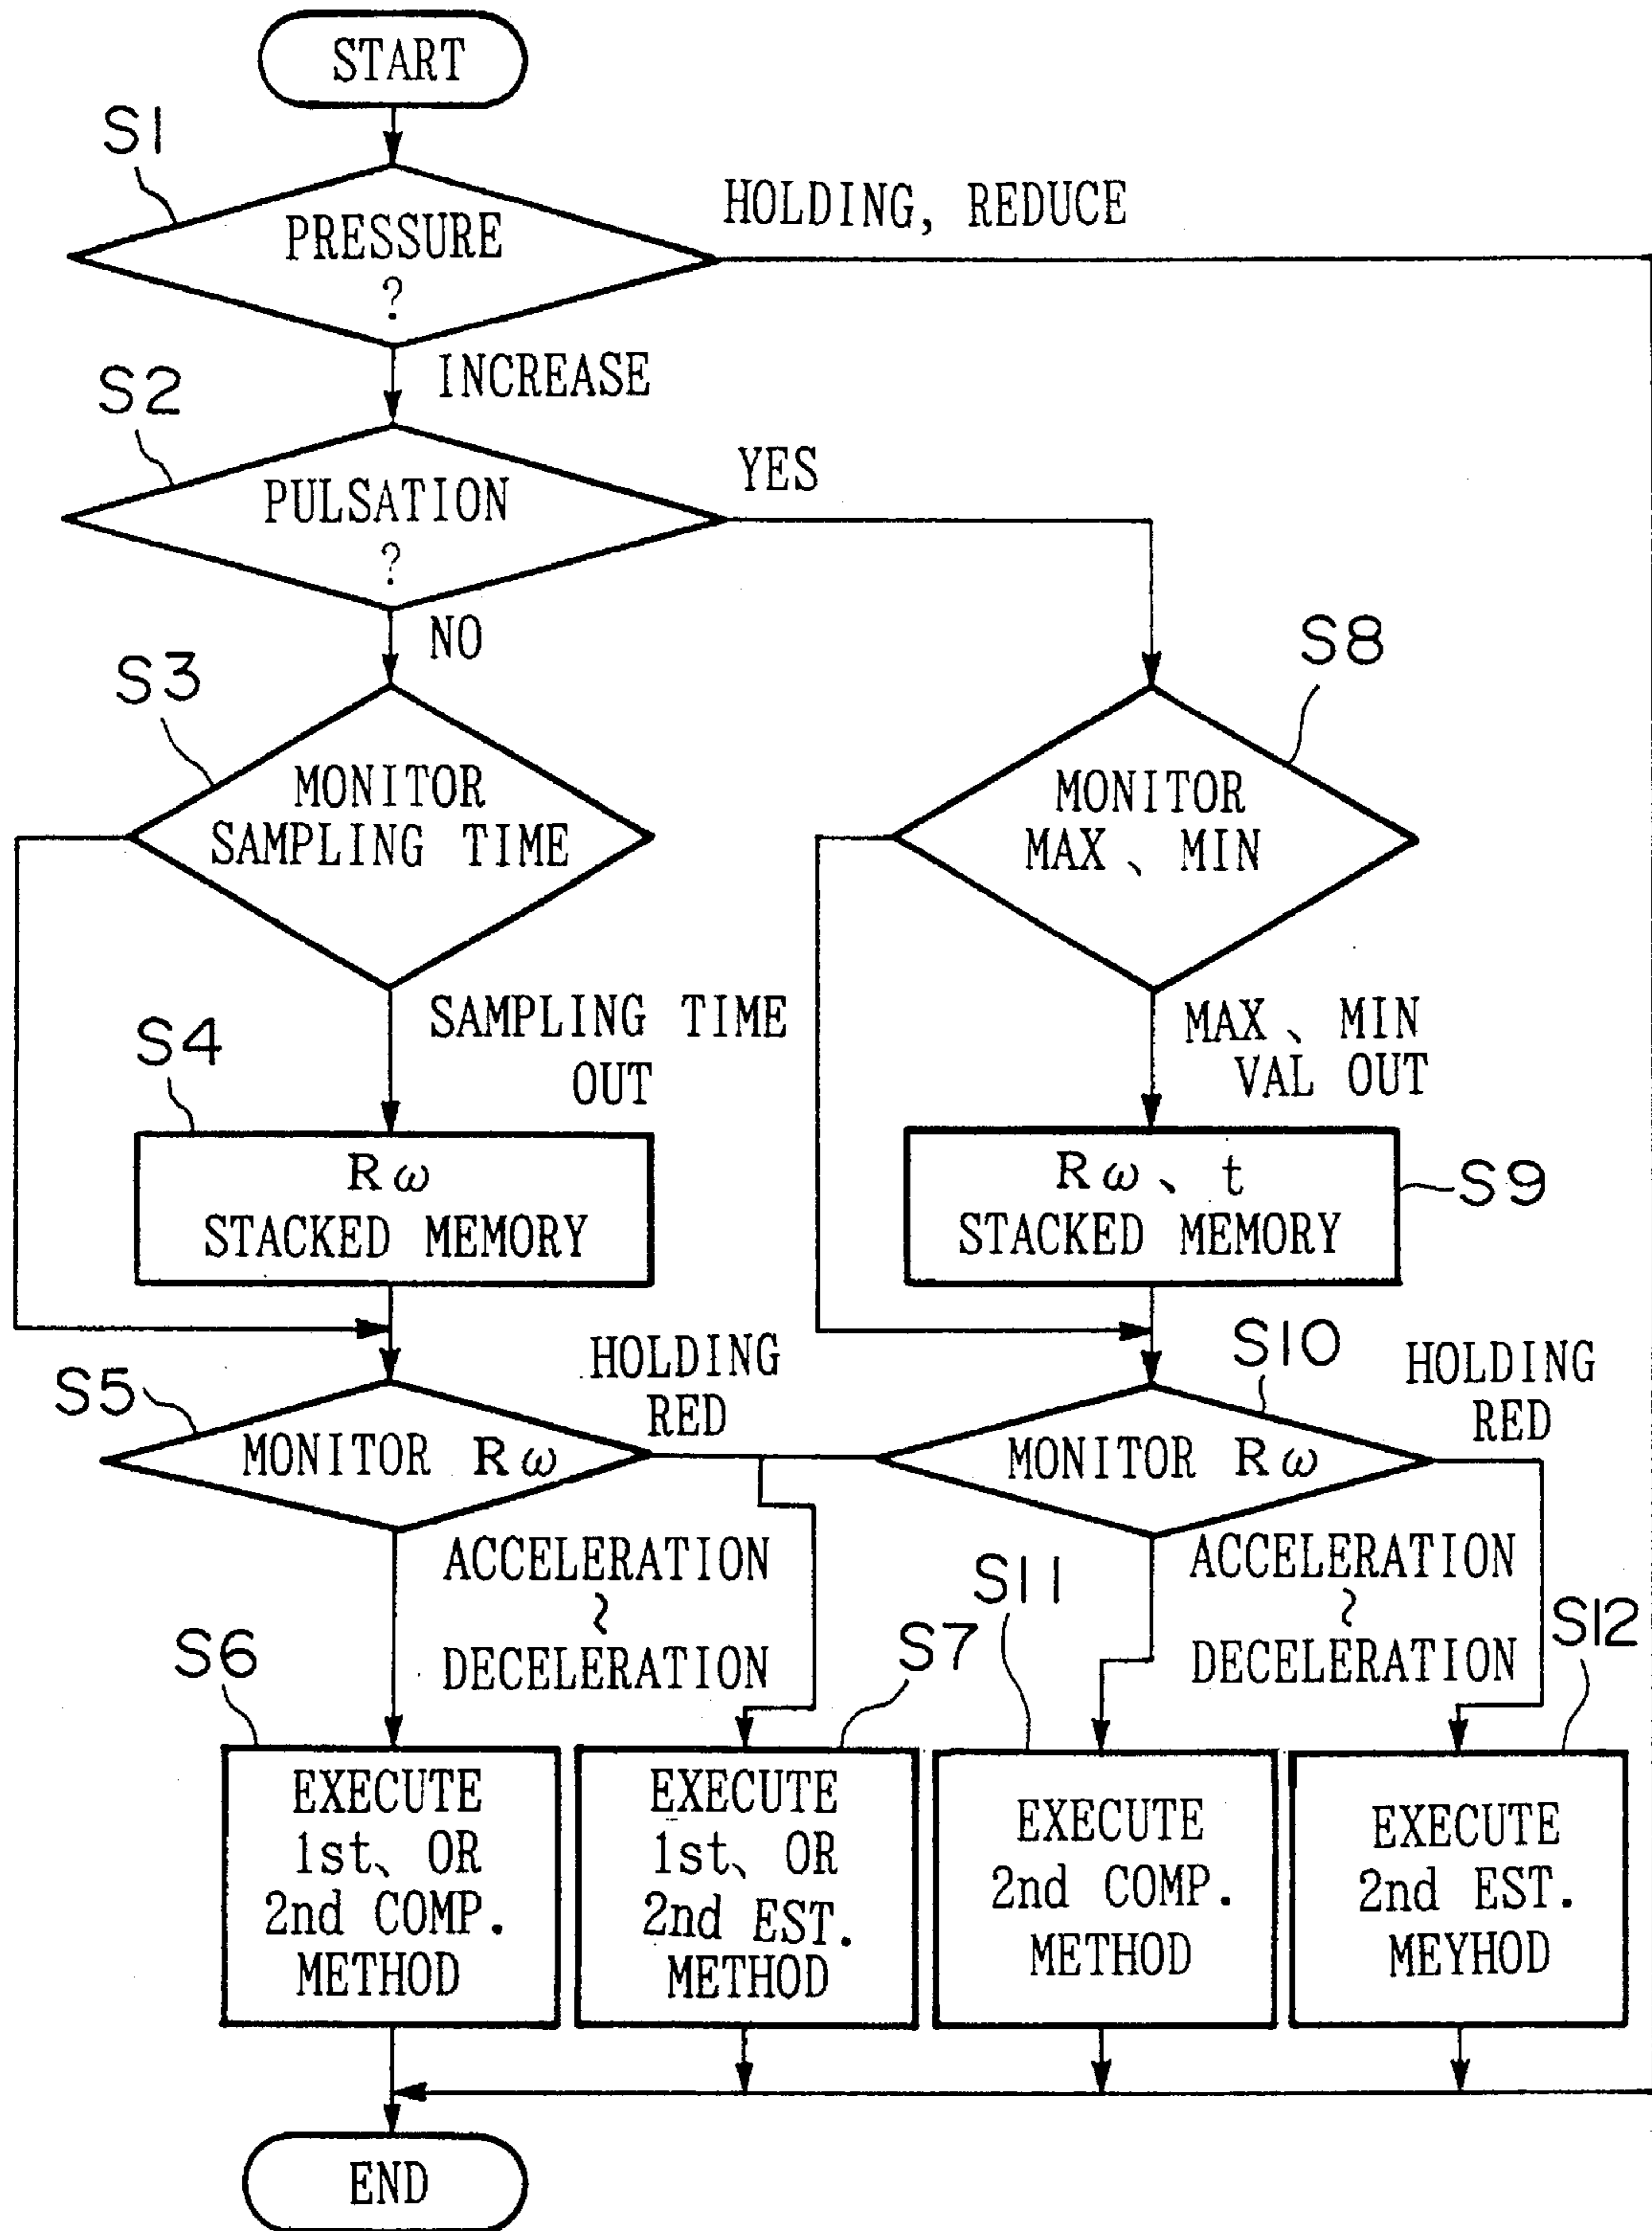 START
S1
PRESSURE
?
HOLDING, REDUCE
INCREASE
S2
PULSATION
?
YES
NO
S3
MONITOR
SAMPLING TIME
S8
MONITOR
MAX、MIN
SAMPLING TIME
OUT
MAX、MIN
VAL OUT
S4
Rω
STACKED MEMORY
Rω、t
STACKED MEMORY
S9
S5
MONITOR Rω
HOLDING
RED
S10
MONITOR Rω
HOLDING
RED
ACCELERATION
~
DECELERATION
ACCELERATION
~
DECELERATION
S6
EXECUTE
1st、OR
2nd COMP.
METHOD
S7
EXECUTE
1st、OR
2nd EST.
METHOD
S11
EXECUTE
2nd COMP.
METHOD
S12
EXECUTE
2nd EST.
MEYHOD
END